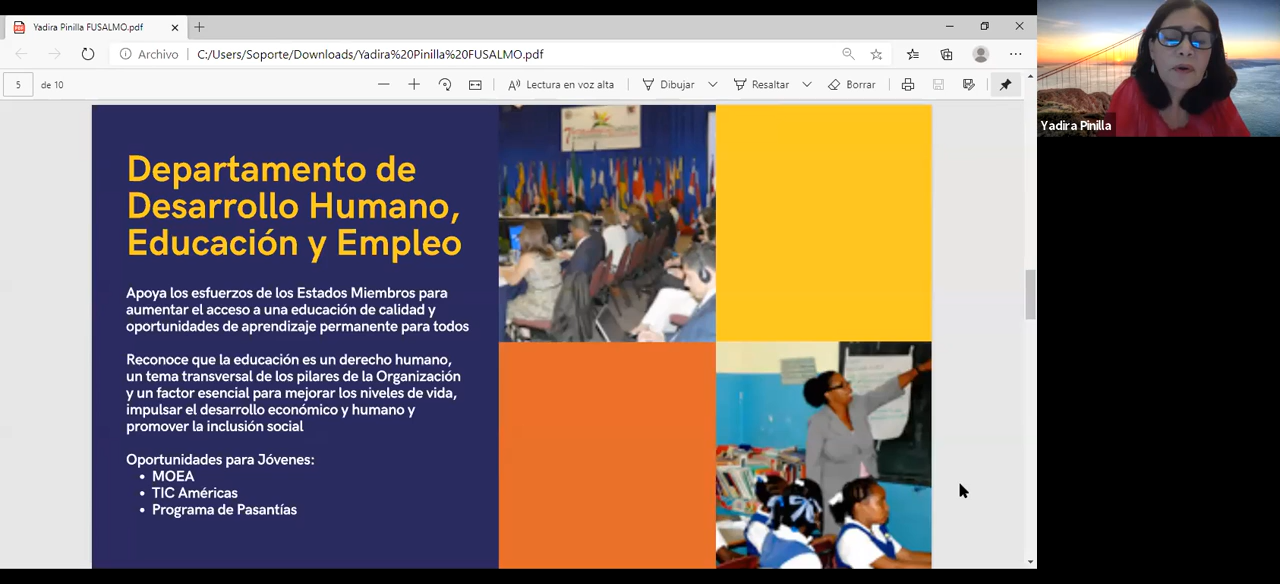 Yadira Pinilla FUSALMO.pdf
Archivo
C:/Users/Soporte/Downloads/Yadira%20Pinilla%20FUSALMO.pdf
5 de 10
Lectura en voz alta
Dibujar
Resaltar
Borrar
Yadira Pinilla
Departamento de
Desarrollo Humano,
Educación y Empleo
Apoya los esfuerzos de los Estados Miembros para
aumentar el acceso a una educación de calidad y
oportunidades de aprendizaje permanente para todos
Reconoce que la educación es un derecho humano,
un tema transversal de los pilares de la Organización
y un factor esencial para mejorar los niveles de vida,
impulsar el desarrollo económico y humano y
promover la inclusión social
Oportunidades para Jóvenes:
• MOEA
• TIC Américas
• Programa de Pasantías